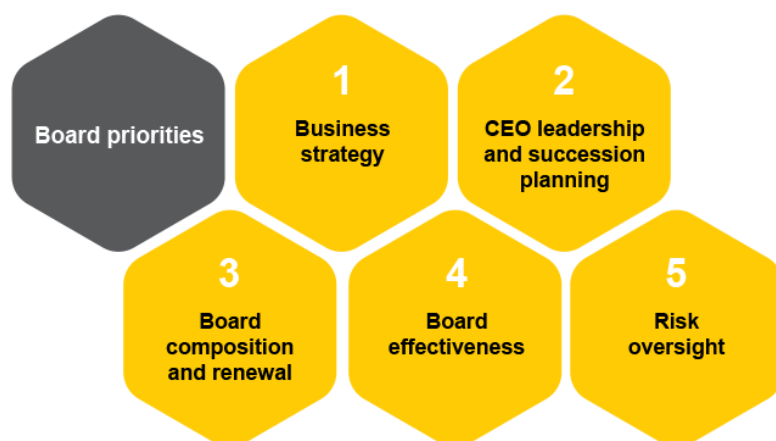 Board priorities
1
Business
strategy
2
CEO leadership
and succession
planning
3
Board
composition
and renewal
4
Board
effectiveness
5
Risk
oversight